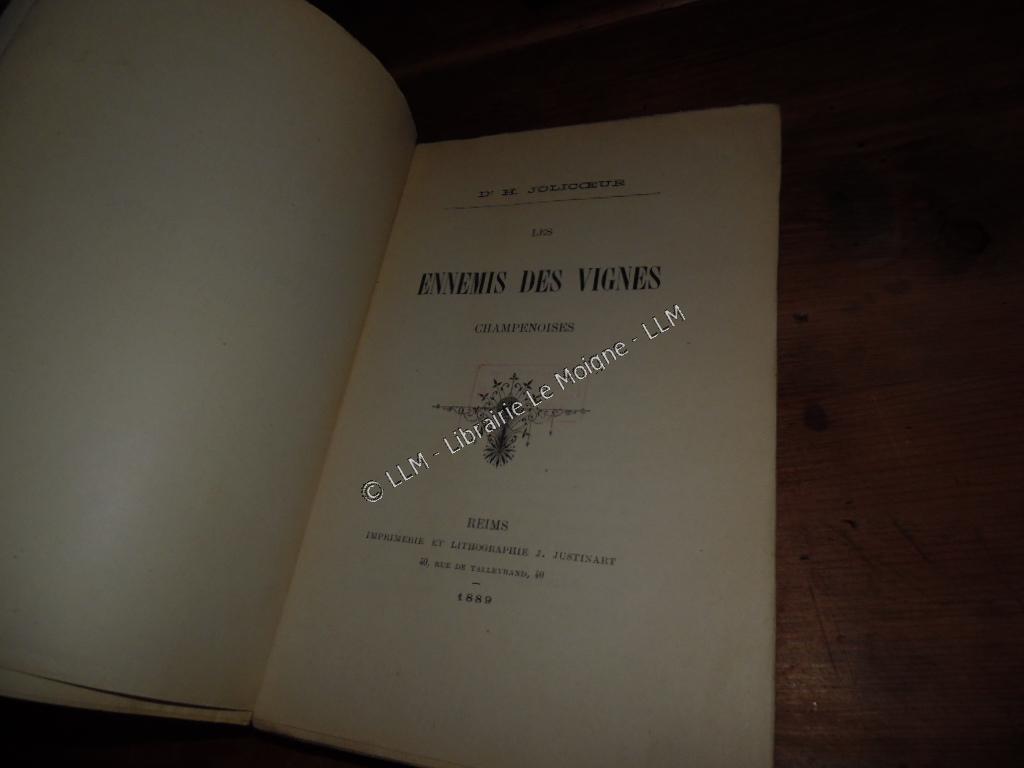 Dr H. JOLICŒUR
LES
ENNEMIS DES VIGNES
CHAMPENOISES
© LLM - Librairie Le Moigne - LLM
REIMS
IMPRIMERIE ET LITHOGRAPHIE J. JUSTINART
40, RUE DE TALLEYRAND, 40
1889